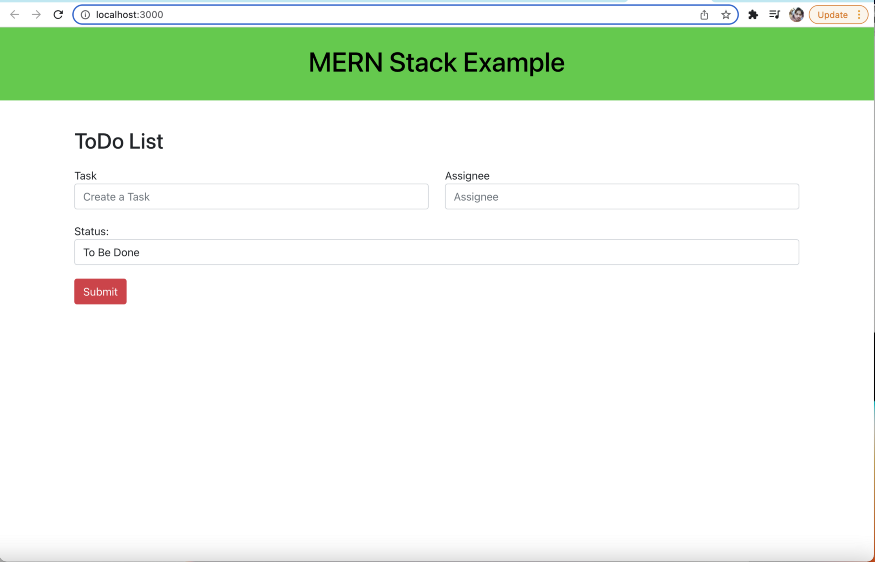 localhost:3000
Update
MERN Stack Example
ToDo List
Task Assignee
Create a Task Assignee
Status:
To Be Done
Submit